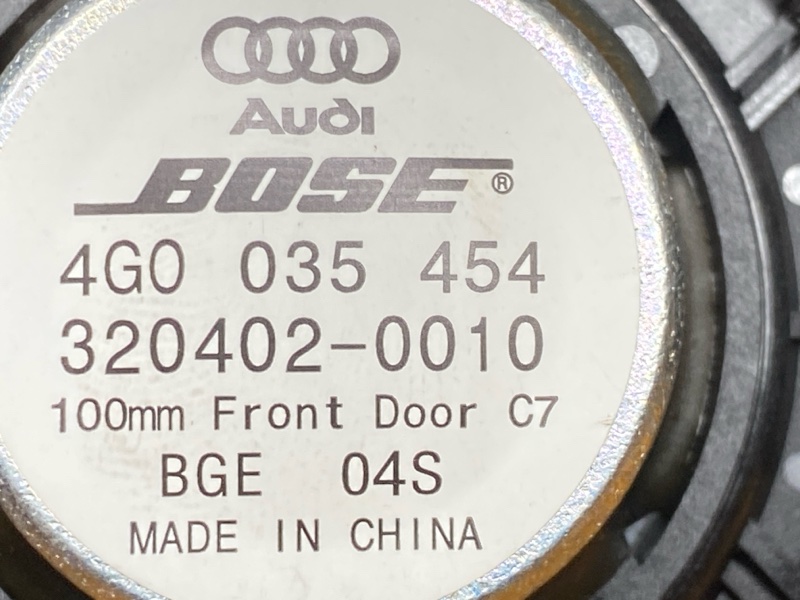 Audi
BOSE®
4G0 035 454
320402-0010
100mm Front Door C7
BGE 04S
MADE IN CHINA